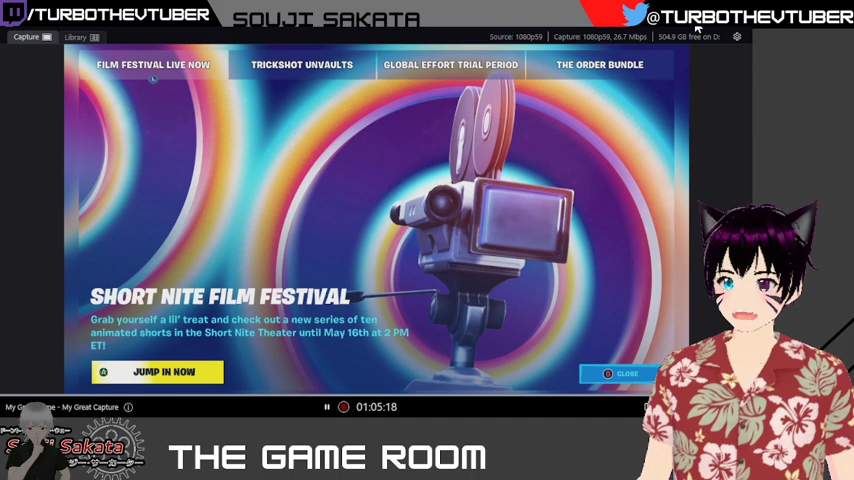 /TURBOTHEVTUBER
SOUJI SAKATA
@TURBOTHEVTUBER
Capture
Library
Source: 1080p59
Capture: 1080p59, 26.7 Mbps
504.9 GB free on D:
FILM FESTIVAL LIVE NOW
TRICKSHOT UNVAULTS
GLOBAL EFFORT TRIAL PERIOD
THE ORDER BUNDLE
SHORT NITE FILM FESTIVAL
Grab yourself a lil' treat and check out a new series of ten
animated shorts in the Short Nite Theater until May 16th at 2 PM
ET!
A JUMP IN NOW
B CLOSE
My Great Capture
01:05:18
Sakata
THE GAME ROOM